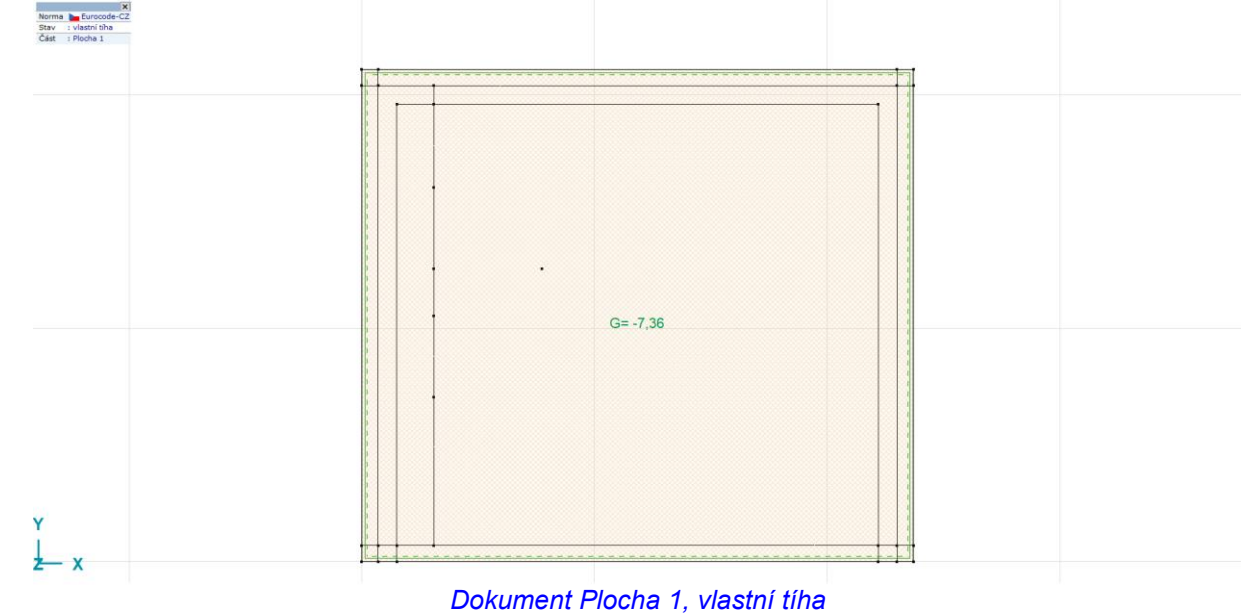 Norma Eurocode-CZ
Stav : vlastní tíha
Část : Plocha 1
G= -7,36
Y
Z X
Dokument Plocha 1, vlastní tíha